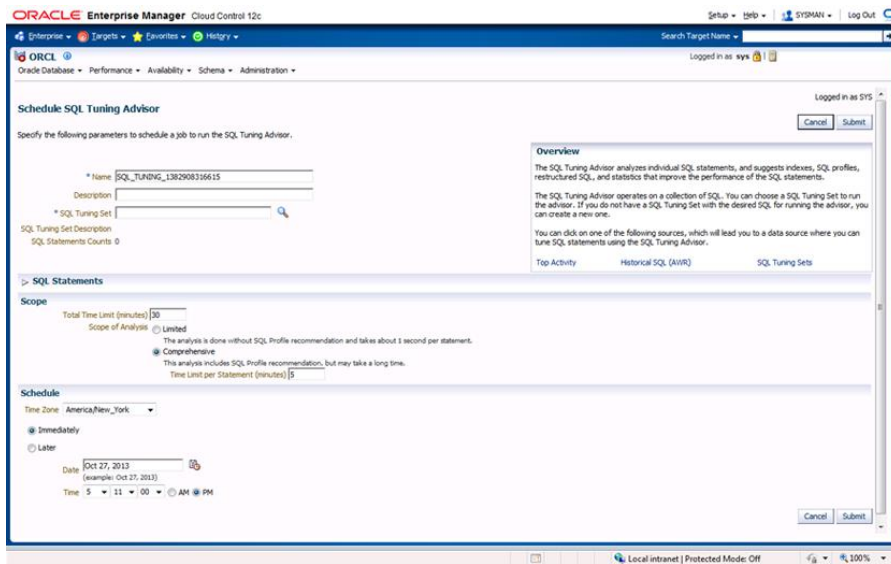 ORACLE Enterprise Manager Cloud Control 12c
Setup Help SYSMAN Log Out
Enterprise Targets Favorites History
Search Target Name
ORCL
Logged in as sys
Oracle Database Performance Availability Schema Administration
Logged in as SYS
Schedule SQL Tuning Advisor
Cancel Submit
Specify the following parameters to schedule a job to run the SQL Tuning Advisor.
* Name SQL_TUNING_1382908316615
Description
* SQL Tuning Set
SQL Tuning Set Description
SQL Statements Counts 0
Overview
The SQL Tuning Advisor analyzes individual SQL statements, and suggests indexes, SQL profiles,
restructured SQL, and statistics that improve the performance of the SQL statements.
The SQL Tuning Advisor operates on a collection of SQL. You can choose a SQL Tuning Set to run
the advisor. If you do not have a SQL Tuning Set with the desired SQL for running the advisor, you
can create a new one.
You can click on one of the following sources, which will lead you to a data source where you can
tune SQL statements using the SQL Tuning Advisor.
Top Activity Historical SQL (AWR) SQL Tuning Sets
SQL Statements
Scope
Total Time Limit (minutes) 30
Scope of Analysis Limited
The analysis is done without SQL Profile recommendation and takes about 1 second per statement.
Comprehensive
This analysis includes SQL Profile recommendation, but may take a long time.
Time Limit per Statement (minutes) 5
Schedule
Time Zone America/New_York
Immediately
Later
Date Oct 27, 2013
(example: Oct 27, 2013)
Time 5 11 00 AM PM
Cancel Submit
Local intranet | Protected Mode: Off
100%